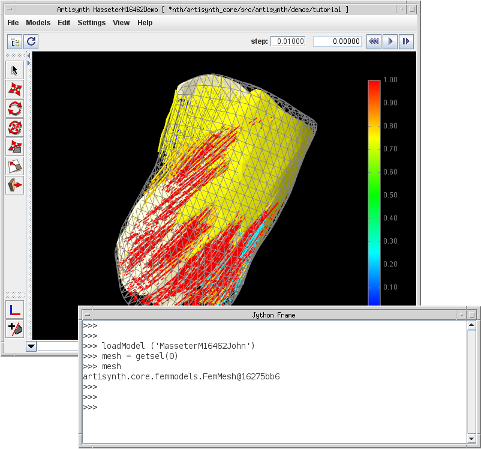 Artisynth MasseterM16462Demo [ *nth/artisynth_core/src/artisynth/demos/tutorial ]
File Models Edit Settings View Help
step: 0.01000 0.00000
1.00
0.90
0.80
0.70
0.60
0.50
0.40
0.30
0.20
0.10
Jython Frame
>>>
>>>
>>> loadModel ('MasseterM16462John')
>>> mesh = getsel(0)
>>> mesh
artisynth.core.femmodels.FemMesh@16275bb6
>>>
>>>
>>>